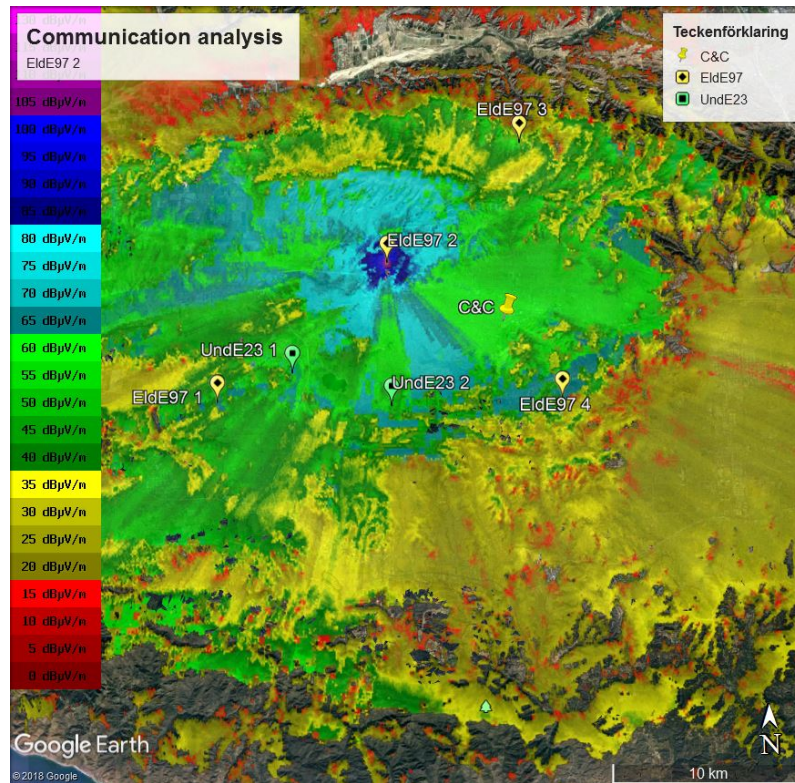 Communication analysis
EldE97 2
105 dBµV/m
100 dBµV/m
95 dBµV/m
90 dBµV/m
85 dBµV/m
80 dBµV/m
75 dBµV/m
70 dBµV/m
65 dBµV/m
60 dBµV/m
55 dBµV/m
50 dBµV/m
45 dBµV/m
40 dBµV/m
35 dBµV/m
30 dBµV/m
25 dBµV/m
20 dBµV/m
15 dBµV/m
10 dBµV/m
5 dBµV/m
0 dBµV/m
Teckenförklaring
C&C
EldE97
UndE23
EldE97 3
EldE97 2
C&C
UndE23 1
EldE97 1
UndE23 2
EldE97 4
Google Earth
© 2018 Google
N
10 km